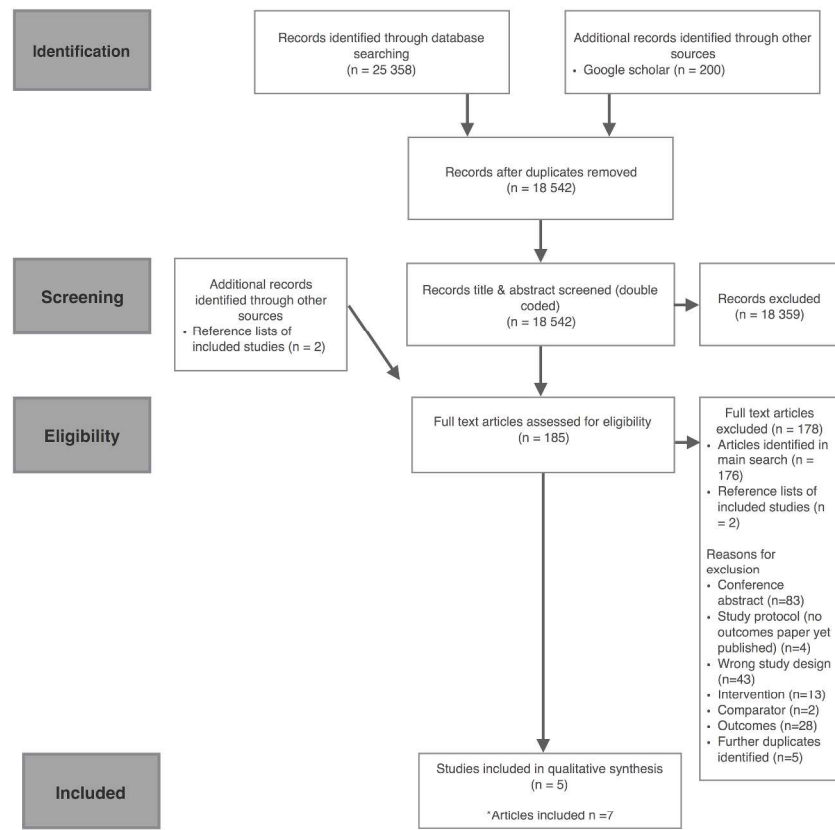 Identification
Records identified through database
searching
(n = 25 358)
Additional records identified through other
sources
• Google scholar (n = 200)
Records after duplicates removed
(n = 18 542)
Screening
Additional records
identified through other
sources
• Reference lists of
included studies (n = 2)
Records title & abstract screened (double
coded)
(n = 18 542)
Records excluded
(n = 18 359)
Eligibility
Full text articles assessed for eligibility
(n = 185)
Full text articles
excluded (n = 178)
• Articles identified in
main search (n =
176)
• Reference lists of
included studies (n
= 2)
Reasons for
exclusion
• Conference
abstract (n=83)
• Study protocol (no
outcomes paper yet
published) (n=4)
• Wrong study design
(n=43)
• Intervention (n=13)
• Comparator (n=2)
• Outcomes (n=28)
• Further duplicates
identified (n=5)
Included
Studies included in qualitative synthesis
(n = 5)
*Articles included n =7